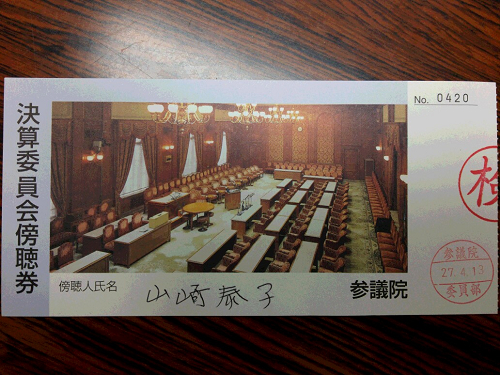 決算委員会傍聴券
No. 0420
傍聴人氏名
山崎泰子
参議院
参議院
27.4.13
委員部